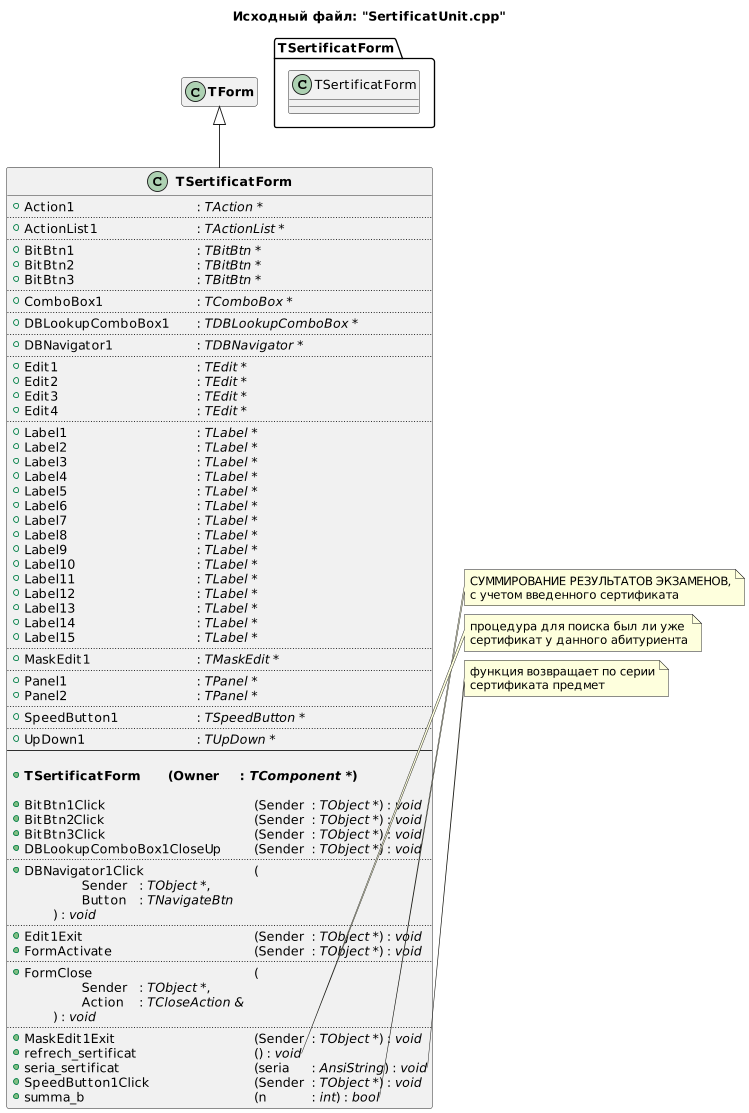 Исходный файл: "SertificatUnit.cpp"
TSertificatForm
C TForm
C TSertificatForm
C TSertificatForm
Action1 : TAction *
ActionList1 : TActionList *
BitBtn1 : TBitBtn *
BitBtn2 : TBitBtn *
BitBtn3 : TBitBtn *
ComboBox1 : TComboBox *
DBLookupComboBox1 : TDBLookupComboBox *
DBNavigator1 : TDBNavigator *
Edit1 : TEdit *
Edit2 : TEdit *
Edit3 : TEdit *
Edit4 : TEdit *
Label1 : TLabel *
Label2 : TLabel *
Label3 : TLabel *
Label4 : TLabel *
Label5 : TLabel *
Label6 : TLabel *
Label7 : TLabel *
Label8 : TLabel *
Label9 : TLabel *
Label10 : TLabel *
Label11 : TLabel *
Label12 : TLabel *
Label13 : TLabel *
Label14 : TLabel *
Label15 : TLabel *
MaskEdit1 : TMaskEdit *
Panel1 : TPanel *
Panel2 : TPanel *
SpeedButton1 : TSpeedButton *
UpDown1 : TUpDown *
TSertificatForm (Owner : TComponent *)
BitBtn1Click (Sender : TObject *) : void
BitBtn2Click (Sender : TObject *) : void
BitBtn3Click (Sender : TObject *) : void
DBLookupComboBox1CloseUp (Sender : TObject *) : void
DBNavigator1Click (
Sender : TObject *,
Button : TNavigateBtn
) : void
Edit1Exit (Sender : TObject *) : void
FormActivate (Sender : TObject *) : void
FormClose (
Sender : TObject *,
Action : TCloseAction &
) : void
MaskEdit1Exit (Sender : TObject *) : void
refrech_sertificat () : void
seria_sertificat (seria : AnsiString) : void
SpeedButton1Click (Sender : TObject *) : void
summa_b (n : int) : bool
СУММИРОВАНИЕ РЕЗУЛЬТАТОВ ЭКЗАМЕНОВ,
с учетом введенного сертификата
процедура для поиска был ли уже
сертификат у данного абитуриента
функция возвращает по серии
сертификата предмет